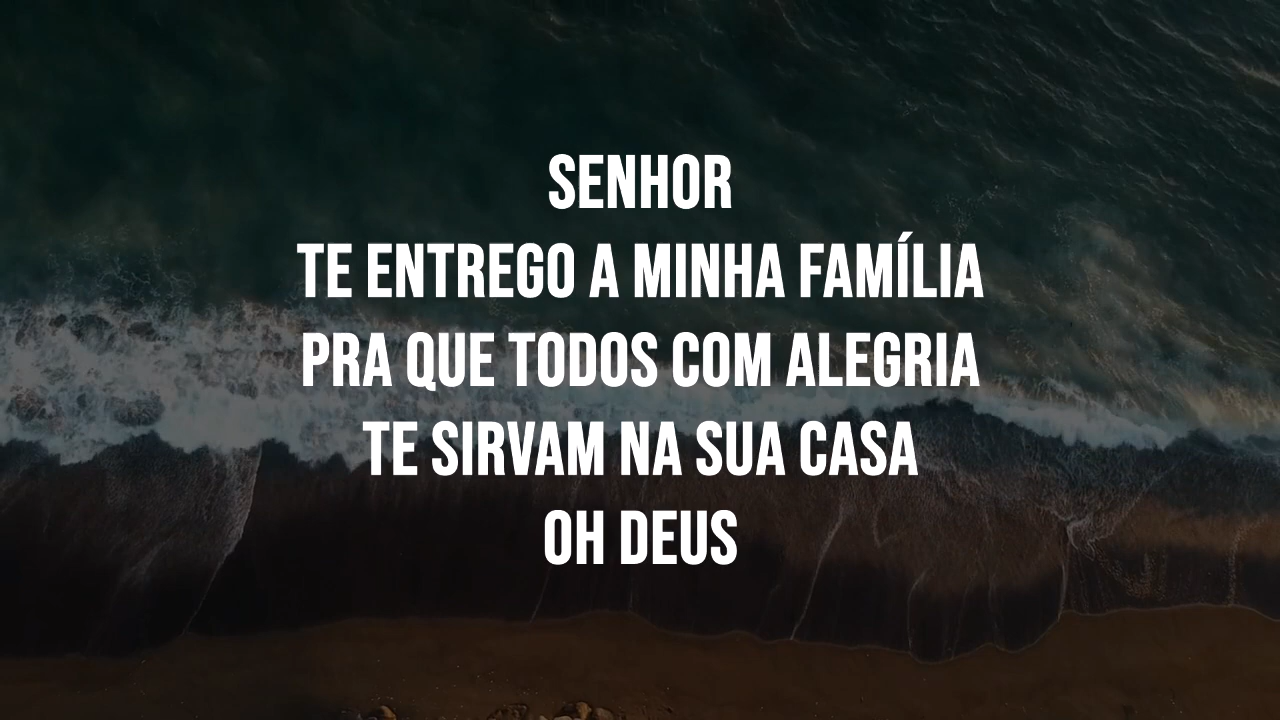 SENHOR
TE ENTREGO A MINHA FAMÍLIA
PRA QUE TODOS COM ALEGRIA
TE SIRVAM NA SUA CASA
OH DEUS